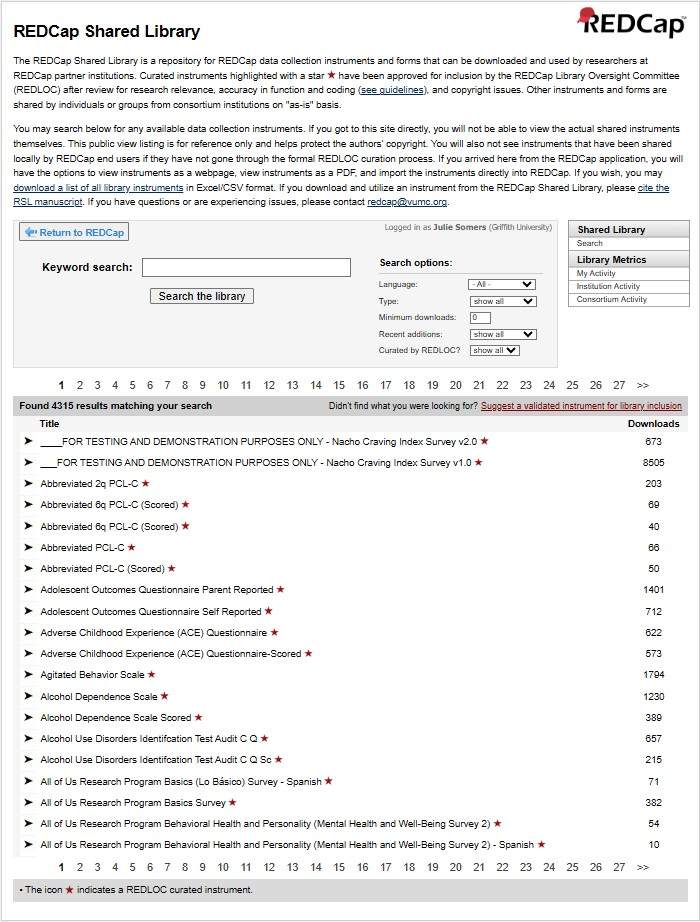 REDCap Shared Library
REDCap
The REDCap Shared Library is a repository for REDCap data collection instruments and forms that can be downloaded and used by researchers at
REDCap partner institutions. Curated instruments highlighted with a star ★ have been approved for inclusion by the REDCap Library Oversight Committee
(REDLOC) after review for research relevance, accuracy in function and coding (see guidelines), and copyright issues. Other instruments and forms are
shared by individuals or groups from consortium institutions on "as-is" basis.
You may search below for any available data collection instruments. If you got to this site directly, you will not be able to view the actual shared instruments
themselves. This public view listing is for reference only and helps protect the authors' copyright. You will also not see instruments that have been shared
locally by REDCap end users if they have not gone through the formal REDLOC curation process. If you arrived here from the REDCap application, you will
have the options to view instruments as a webpage, view instruments as a PDF, and import the instruments directly into REDCap. If you wish, you may
download a list of all library instruments in Excel/CSV format. If you download and utilize an instrument from the REDCap Shared Library, please cite the
RSL manuscript. If you have questions or are experiencing issues, please contact redcap@vumc.org.
Return to REDCap
Logged in as Julie Somers (Griffith University)
Keyword search:
Search the library
Search options:
Language: - All -
Type: show all
Minimum downloads: 0
Recent additions: show all
Curated by REDLOC? show all
Shared Library
Search
Library Metrics
My Activity
Institution Activity
Consortium Activity
1 2 3 4 5 6 7 8 9 10 11 12 13 14 15 16 17 18 19 20 21 22 23 24 25 26 27 >>
Found 4315 results matching your search Didn't find what you were looking for? Suggest a validated instrument for library inclusion
Title Downloads
➤ ____FOR TESTING AND DEMONSTRATION PURPOSES ONLY - Nacho Craving Index Survey v2.0 ★ 673
➤ ___FOR TESTING AND DEMONSTRATION PURPOSES ONLY - Nacho Craving Index Survey v1.0 ★ 8505
➤ Abbreviated 2q PCL-C ★ 203
➤ Abbreviated 6q PCL-C (Scored) ★ 69
➤ Abbreviated 6q PCL-C (Scored) ★ 40
➤ Abbreviated PCL-C ★ 66
➤ Abbreviated PCL-C (Scored) ★ 50
➤ Adolescent Outcomes Questionnaire Parent Reported ★ 1401
➤ Adolescent Outcomes Questionnaire Self Reported ★ 712
➤ Adverse Childhood Experience (ACE) Questionnaire ★ 622
➤ Adverse Childhood Experience (ACE) Questionnaire-Scored ★ 573
➤ Agitated Behavior Scale ★ 1794
➤ Alcohol Dependence Scale ★ 1230
➤ Alcohol Dependence Scale Scored ★ 389
➤ Alcohol Use Disorders Identifcation Test Audit C Q ★ 657
➤ Alcohol Use Disorders Identifcation Test Audit C Q Sc ★ 215
➤ All of Us Research Program Basics (Lo Básico) Survey - Spanish ★ 71
➤ All of Us Research Program Basics Survey ★ 382
➤ All of Us Research Program Behavioral Health and Personality (Mental Health and Well-Being Survey 2) ★ 54
➤ All of Us Research Program Behavioral Health and Personality (Mental Health and Well-Being Survey 2) - Spanish ★ 10
1 2 3 4 5 6 7 8 9 10 11 12 13 14 15 16 17 18 19 20 21 22 23 24 25 26 27 >>
• The icon ★ indicates a REDLOC curated instrument.